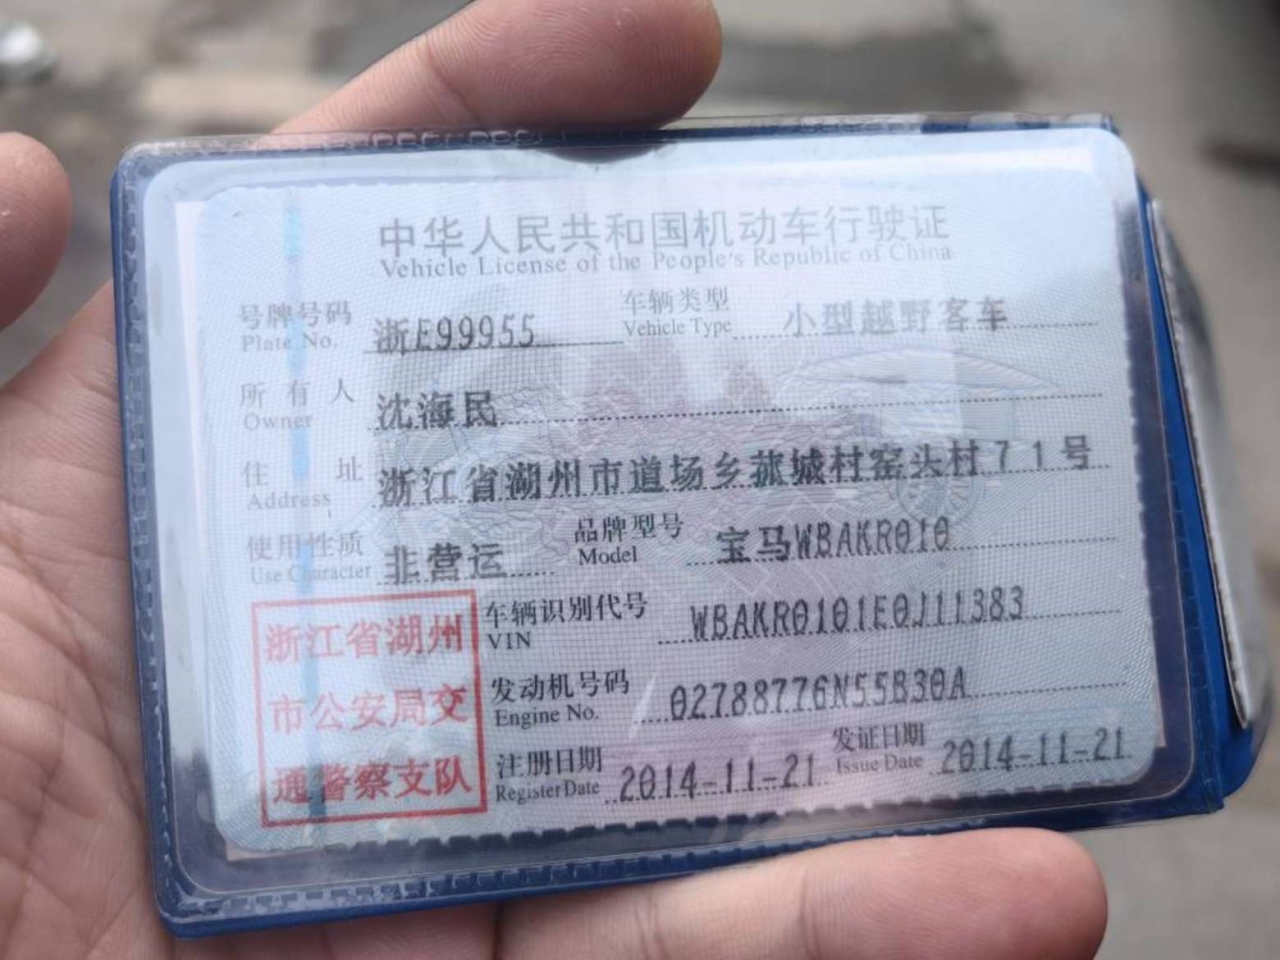 中华人民共和国机动车行驶证
Vehicle License of the People's Republic of China
号牌号码 浙E99955 车辆类型 小型越野客车
Plate No. Vehicle Type
所有人 沈海民
Owner
住址 浙江省湖州市道场乡菰城村窑头村71号
Address
使用性质 非营运 品牌型号 宝马WBAKR010
Use Character Model
车辆识别代号 WBAKR0101E0J11383
VIN
发动机号码 02788776N55B30A
Engine No.
注册日期 2014-11-21 发证日期 2014-11-21
Register Date Issue Date
浙江省湖州
市公安局交
通警察支队